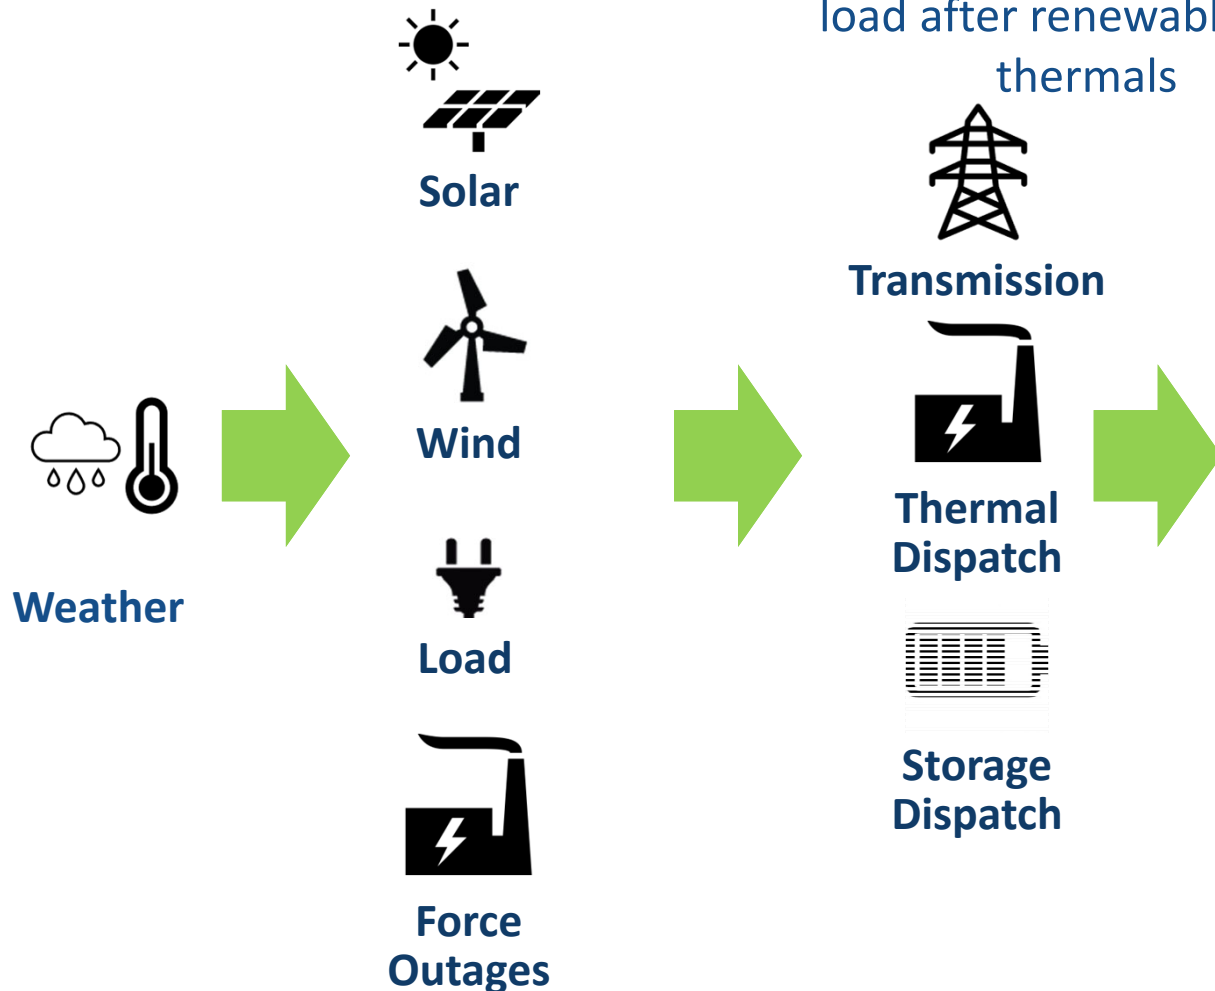 load after renewabl
thermals
Solar
Transmission
Wind
Thermal
Dispatch
Weather
Load
Storage
Dispatch
Force
Outages